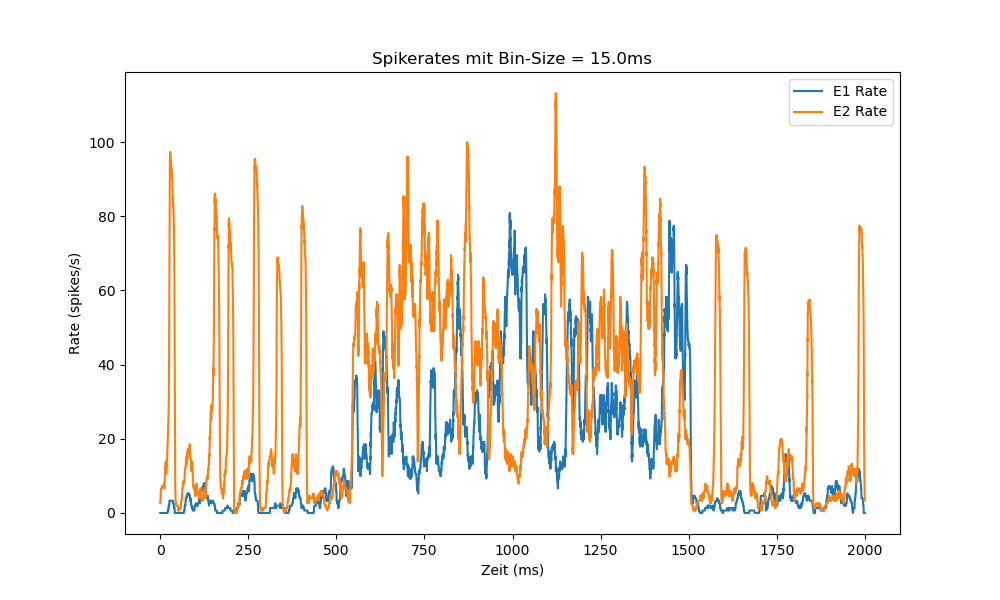 Spikerates mit Bin-Size = 15.0ms
E1 Rate
E2 Rate
Rate (spikes/s)
100
80
60
40
20
0
0 250 500 750 1000 1250 1500 1750 2000
Zeit (ms)